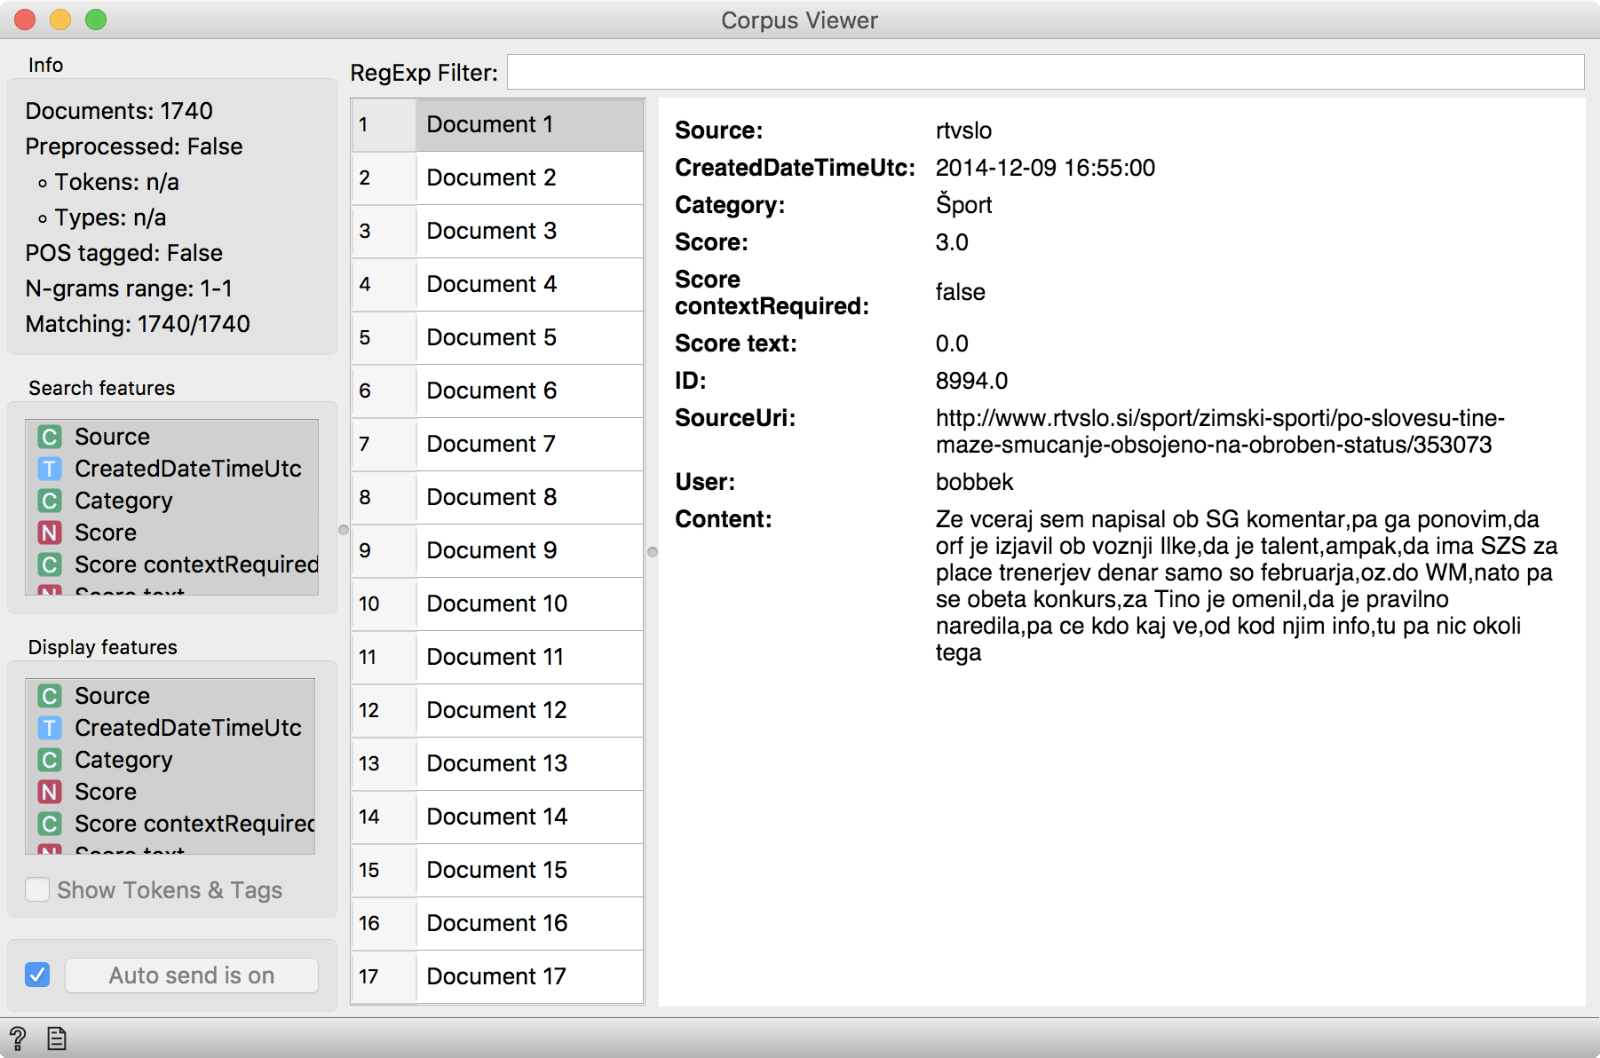 Corpus Viewer
Info
Documents: 1740
Preprocessed: False
Tokens: n/a
Types: n/a
POS tagged: False
N-grams range: 1-1
Matching: 1740/1740
Search features
C Source
T CreatedDateTimeUtc
C Category
N Score
C Score contextRequired
N Score text
Display features
C Source
T CreatedDateTimeUtc
C Category
N Score
C Score contextRequired
N Score text
Show Tokens & Tags
Auto send is on
RegExp Filter:
1 Document 1
2 Document 2
3 Document 3
4 Document 4
5 Document 5
6 Document 6
7 Document 7
8 Document 8
9 Document 9
10 Document 10
11 Document 11
12 Document 12
13 Document 13
14 Document 14
15 Document 15
16 Document 16
17 Document 17
Source: rtvslo
CreatedDateTimeUtc: 2014-12-09 16:55:00
Category: Šport
Score: 3.0
Score
contextRequired: false
Score text: 0.0
ID: 8994.0
SourceUri: http://www.rtvslo.si/sport/zimski-sporti/po-slovesu-tine-
maze-smucanje-obsojeno-na-obroben-status/353073
User: bobbek
Content: Ze vceraj sem napisal ob SG komentar,pa ga ponovim,da
orf je izjavil ob voznji Ilke,da je talent,ampak,da ima SZS za
place trenerjev denar samo so februarja,oz.do WM,nato pa
se obeta konkurs,za Tino je omenil,da je pravilno
naredila,pa ce kdo kaj ve,od kod njim info,tu pa nic okoli
tega